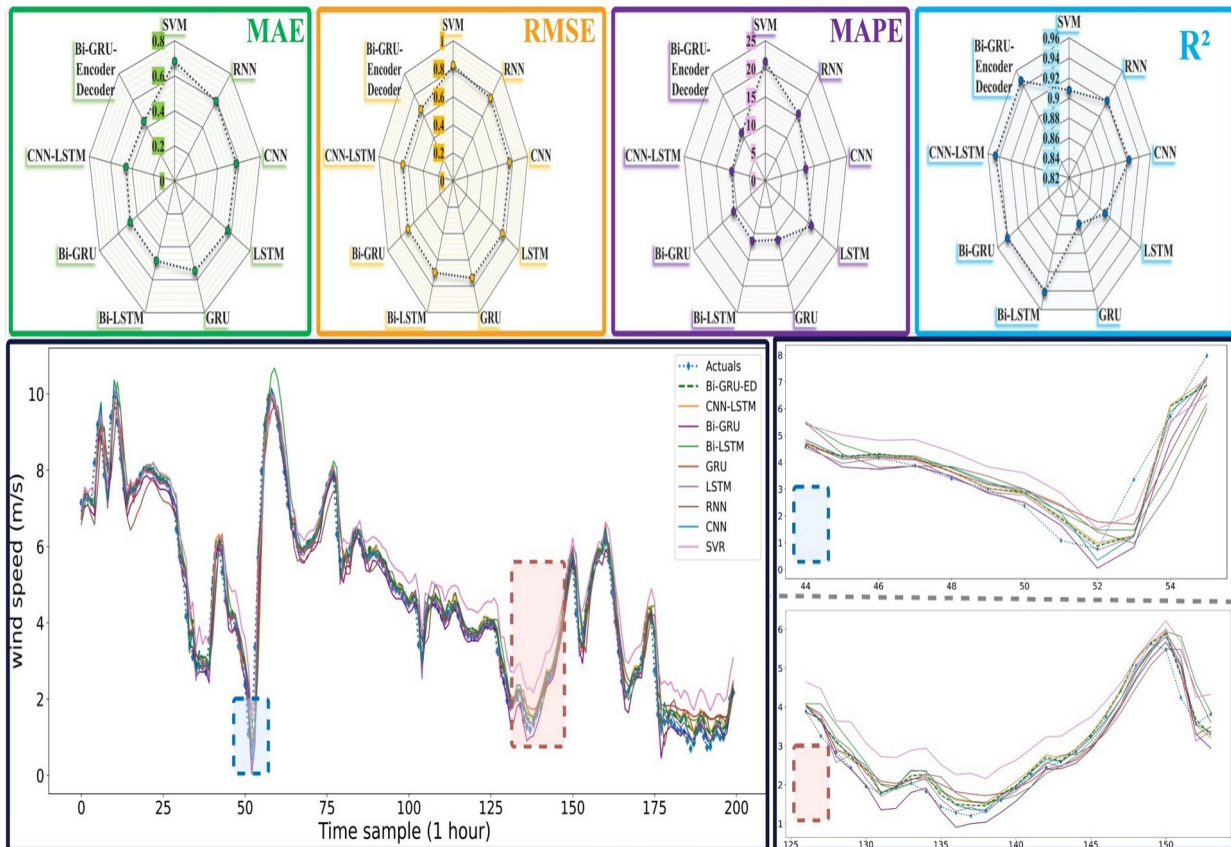 MAE
SVM
0.8
0.6
0.4
0.2
0
RNN
CNN
LSTM
GRU
Bi-LSTM
Bi-GRU
CNN-LSTM
Bi-GRU-
Encoder
Decoder
RMSE
SVM
1
0.8
0.6
0.4
0.2
0
RNN
CNN
LSTM
GRU
Bi-LSTM
Bi-GRU
CNN-LSTM
Bi-GRU-
Encoder
Decoder
MAPE
SVM
25
20
15
10
5
0
RNN
CNN
LSTM
GRU
Bi-LSTM
Bi-GRU
CNN-LSTM
Bi-GRU-
Encoder
Decoder
R²
SVM
0.96
0.94
0.92
0.9
0.88
0.86
0.84
0.82
RNN
CNN
LSTM
GRU
Bi-LSTM
Bi-GRU
CNN-LSTM
Bi-GRU-
Encoder
Decoder
wind speed (m/s)
10
8
6
4
2
0
0 25 50 75 100 125 150 175 200
Time sample (1 hour)
Actuals
Bi-GRU-ED
CNN-LSTM
Bi-GRU
Bi-LSTM
GRU
LSTM
RNN
CNN
SVR
8
7
6
5
4
3
2
1
0
44 46 48 50 52 54
6
5
4
3
2
1
125 130 135 140 145 150